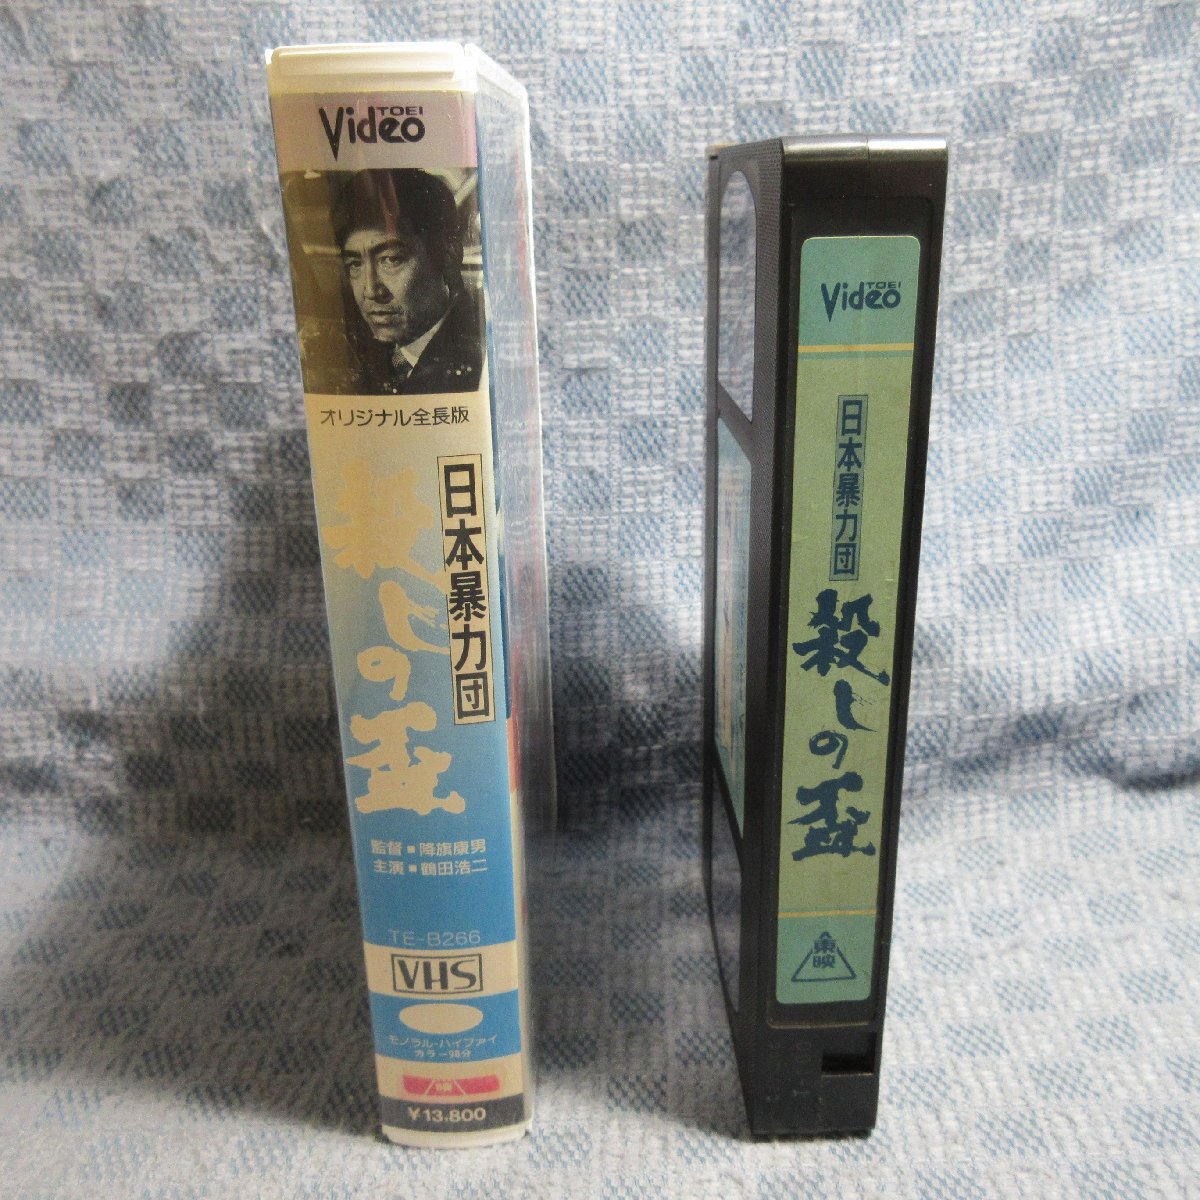 TOEI
Video
オリジナル全長版
日本暴力団
殺しの盃
監督■降旗康男
主演■鶴田浩二
TE-B266
VHS
モノラル・ハイファイ
カラー98分
東映
¥13,800
TOEI
Video
日本暴力団
殺しの盃
東映